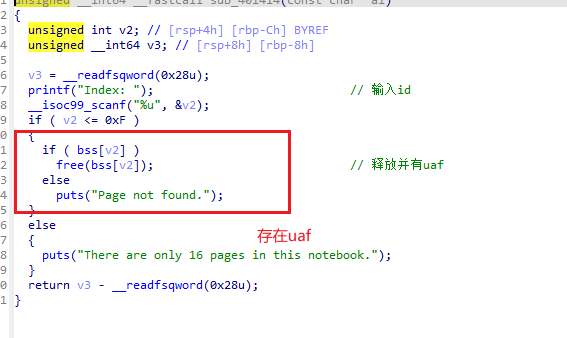 unsigned __int64 __fastcall sub_401414(const char *a1)
{
unsigned int v2; // [rsp+4h] [rbp-Ch] BYREF
unsigned __int64 v3; // [rsp+8h] [rbp-8h]
v3 = __readfsqword(0x28u);
printf("Index: "); // 输入id
__isoc99_scanf("%u", &v2);
if ( v2 <= 0xF )
{
if ( bss[v2] )
free(bss[v2]); // 释放并有uaf
else
puts("Page not found.");
}
存在uaf
else
{
puts("There are only 16 pages in this notebook.");
}
return v3 - __readfsqword(0x28u);
}